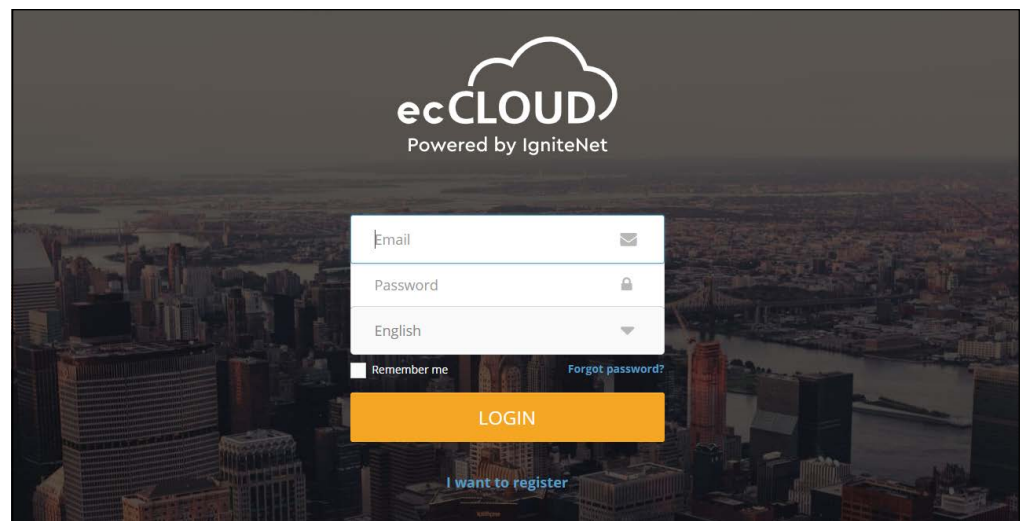 ecCLOUD
Powered by IgniteNet
Email
Password
English
Remember me
Forgot password?
LOGIN
I want to register